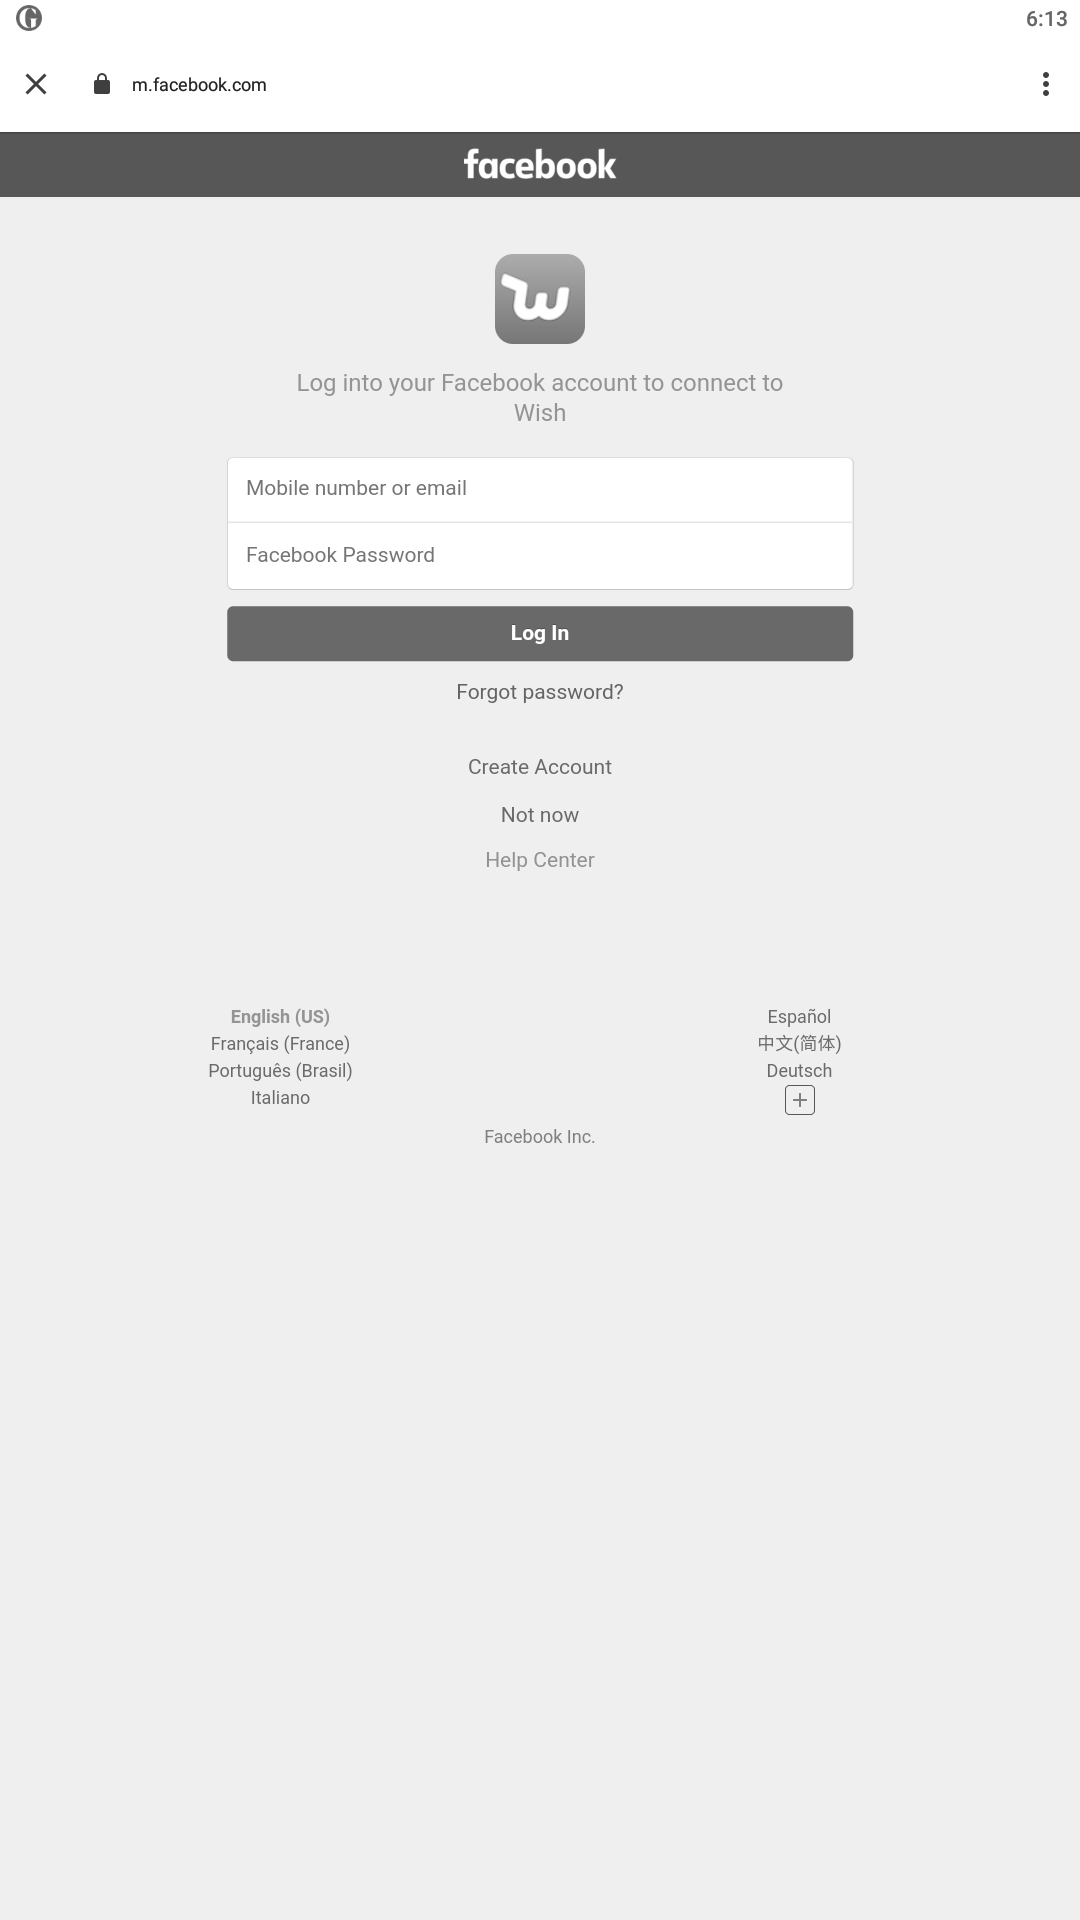 6:13
m.facebook.com
facebook
Log into your Facebook account to connect to
Wish
Mobile number or email
Facebook Password
Log In
Forgot password?
Create Account
Not now
Help Center
English (US)
Español
Français (France)
中文(简体)
Português (Brasil)
Deutsch
Italiano
Facebook Inc.